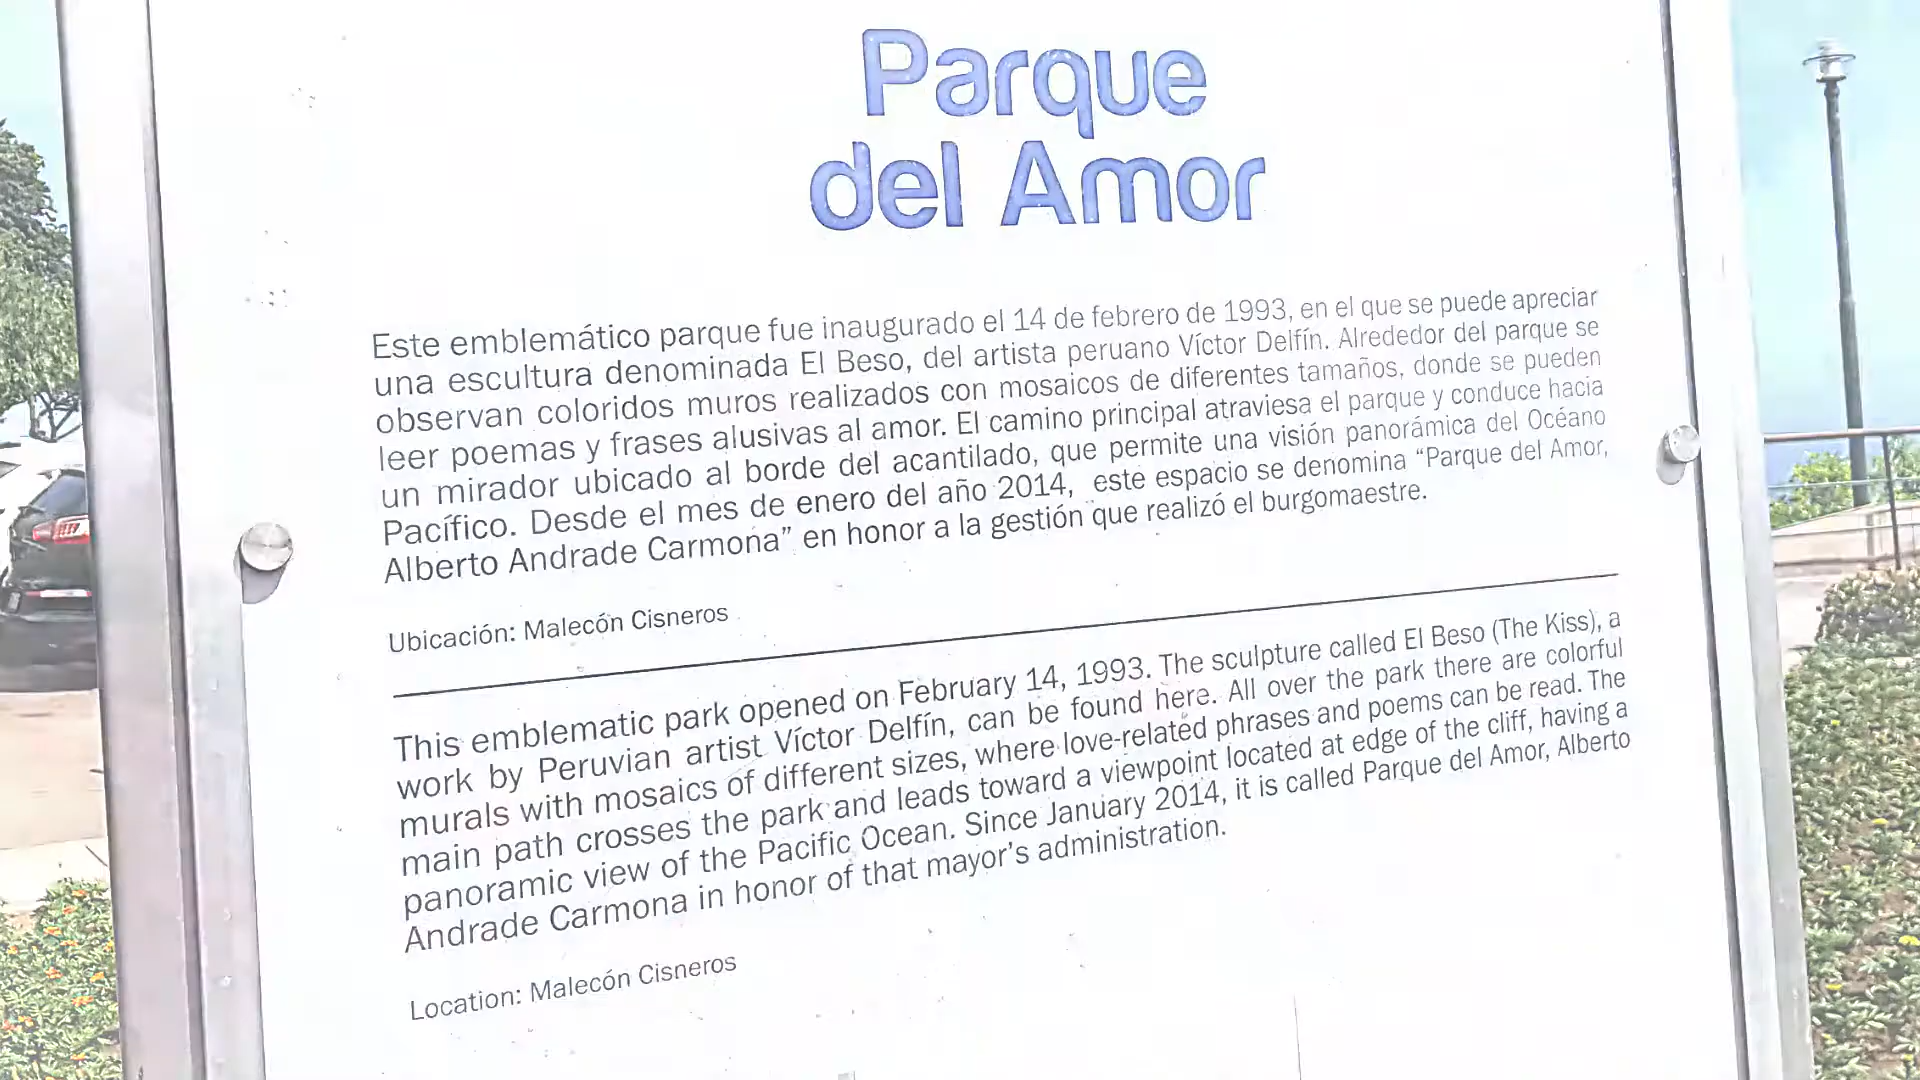 Parque
del Amor
Este emblemático parque fue inaugurado el 14 de febrero de 1993, en el que se puede apreciar
una escultura denominada El Beso, del artista peruano Víctor Delfín. Alrededor del parque se
observan coloridos muros realizados con mosaicos de diferentes tamaños, donde se pueden
leer poemas y frases alusivas al amor. El camino principal atraviesa el parque y conduce hacia
un mirador ubicado al borde del acantilado, que permite una visión panorámica del Océano
Pacífico. Desde el mes de enero del año 2014, este espacio se denomina “Parque del Amor,
Alberto Andrade Carmona” en honor a la gestión que realizó el burgomaestre.
Ubicación: Malecón Cisneros
This emblematic park opened on February 14, 1993. The sculpture called El Beso (The Kiss), a
work by Peruvian artist Víctor Delfín, can be found here. All over the park there are colorful
murals with mosaics of different sizes, where love-related phrases and poems can be read. The
main path crosses the park and leads toward a viewpoint located at edge of the cliff, having a
panoramic view of the Pacific Ocean. Since January 2014, it is called Parque del Amor, Alberto
Andrade Carmona in honor of that mayor’s administration.
Location: Malecón Cisneros